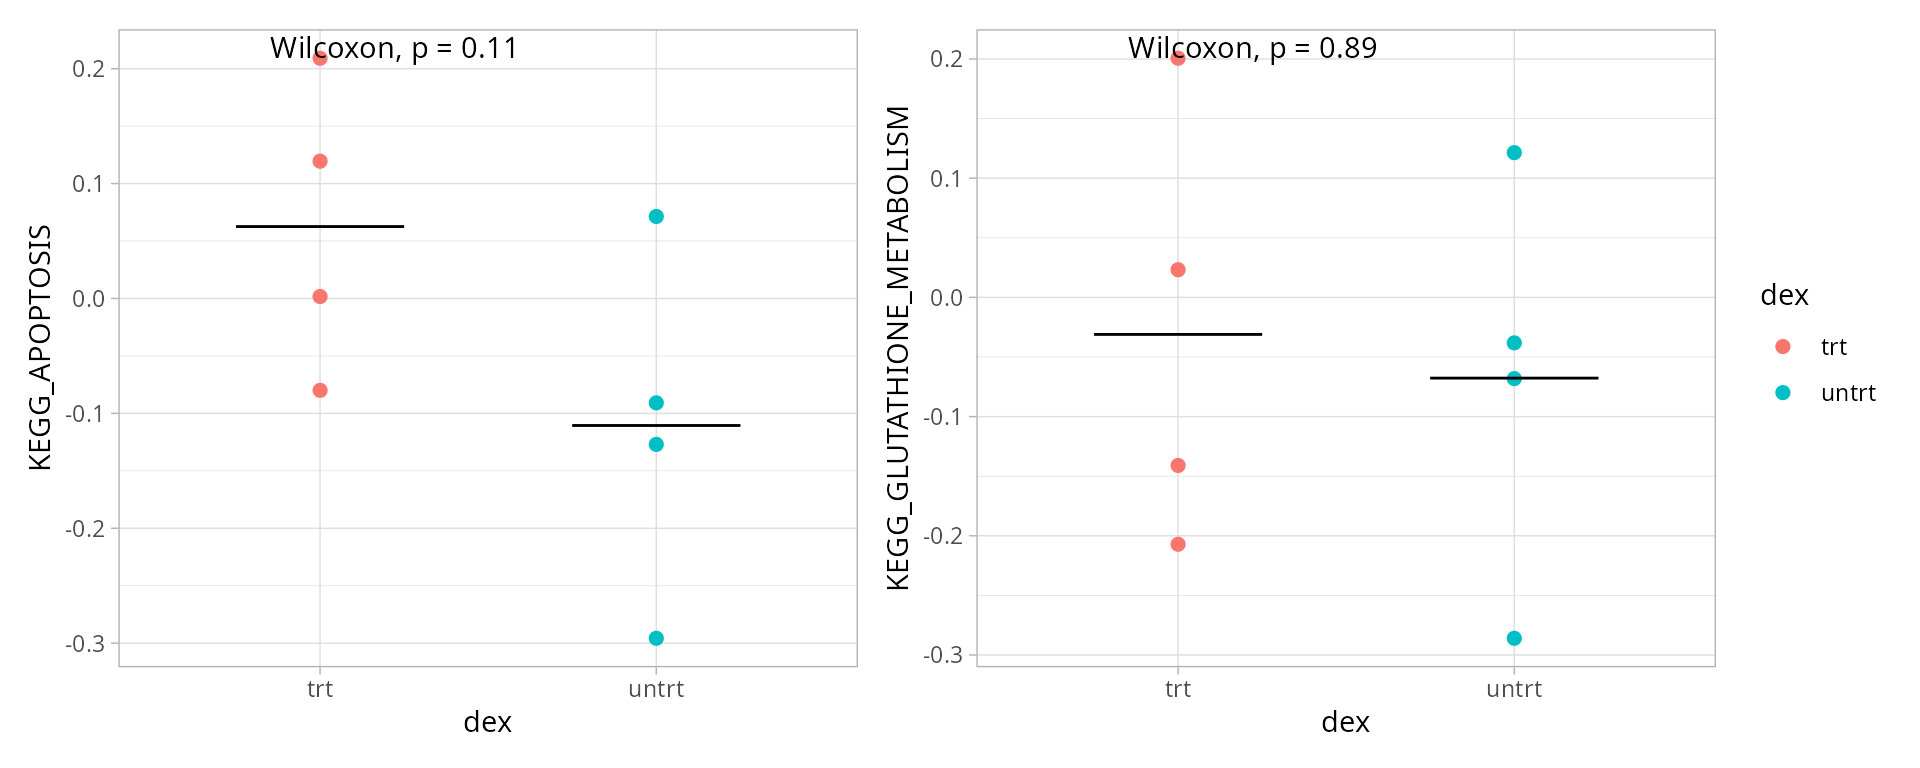 Wilcoxon, p = 0.11
KEGG_APOPTOSIS
0.2
0.1
0.0
-0.1
-0.2
-0.3
trt
untrt
dex
Wilcoxon, p = 0.89
KEGG_GLUTATHIONE_METABOLISM
0.2
0.1
0.0
-0.1
-0.2
-0.3
trt
untrt
dex
dex
trt
untrt